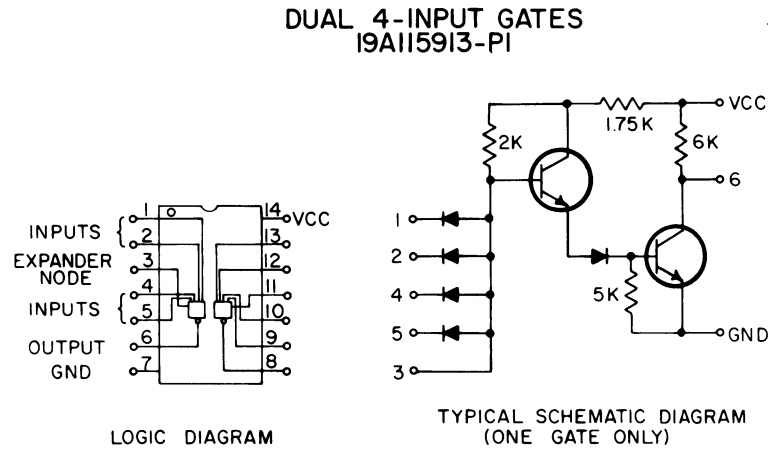 DUAL 4-INPUT GATES
19A115913-P1
1
2
3
4
5
6
7
INPUTS
EXPANDER
NODE
INPUTS
OUTPUT
GND
14
VCC
13
12
11
10
9
8
LOGIC DIAGRAM
VCC
1.75K
2K
6K
6
1
2
4
5
3
5K
GND
TYPICAL SCHEMATIC DIAGRAM
(ONE GATE ONLY)